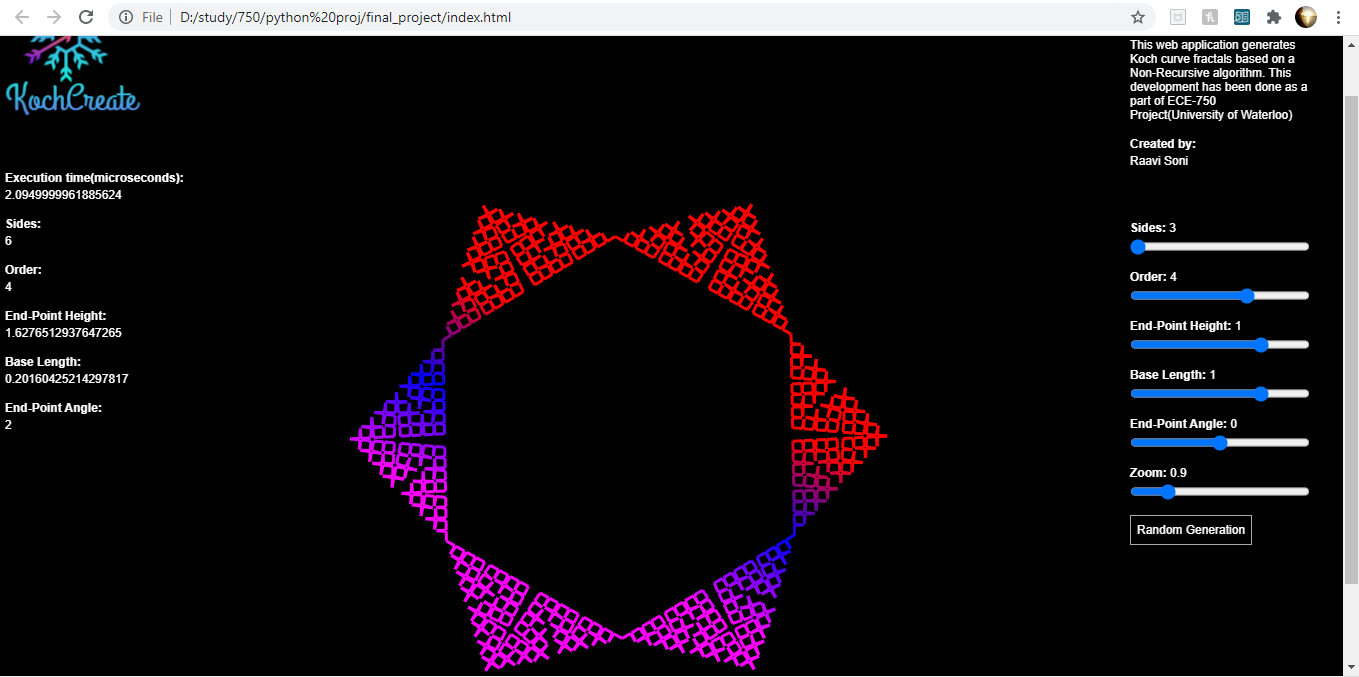 File | D:/study/750/python%20proj/final_project/index.html
KochCreate
Execution time(microseconds):
2.0949999961885624
Sides:
6
Order:
4
End-Point Height:
1.6276512937647265
Base Length:
0.20160425214297817
End-Point Angle:
2
This web application generates
Koch curve fractals based on a
Non-Recursive algorithm. This
development has been done as a
part of ECE-750
Project(University of Waterloo)
Created by:
Raavi Soni
Sides: 3
Order: 4
End-Point Height: 1
Base Length: 1
End-Point Angle: 0
Zoom: 0.9
Random Generation